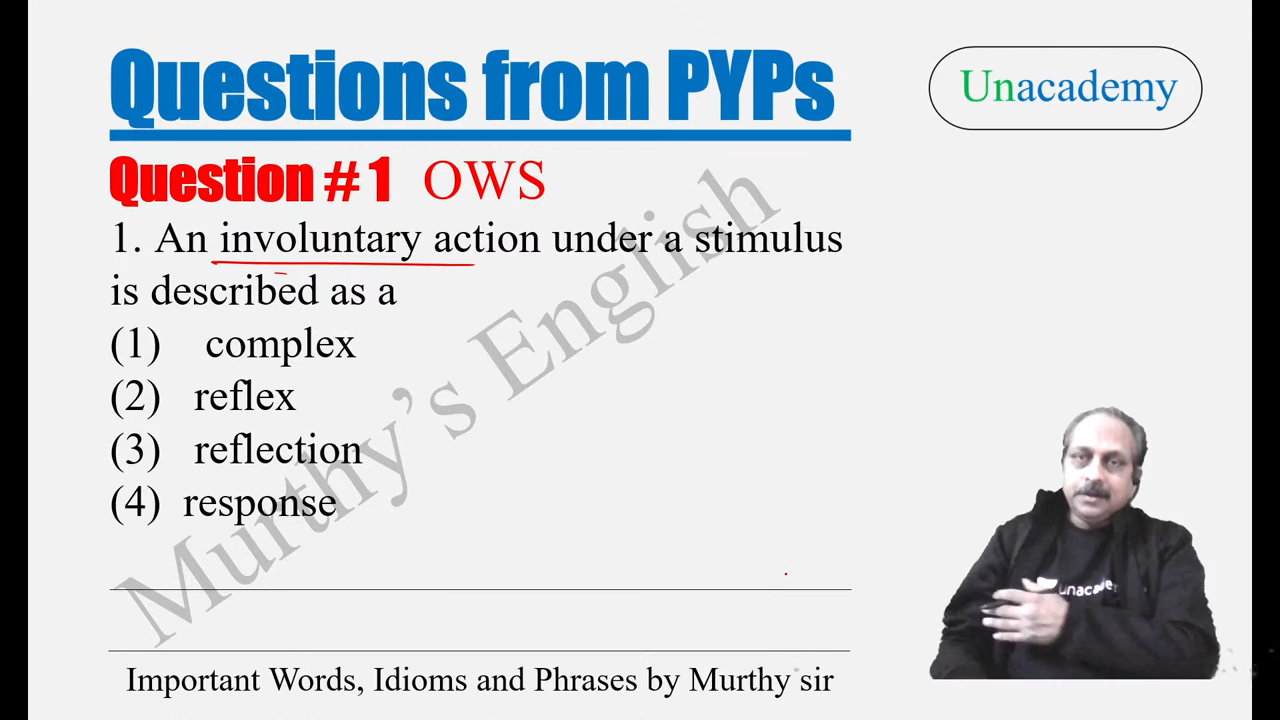 Questions from PYPs
Unacademy
Question # 1 OWS
1. An involuntary action under a stimulus
is described as a
(1) complex
(2) reflex
(3) reflection
(4) response
Murthy's English
unacade
Important Words, Idioms and Phrases by Murthy sir